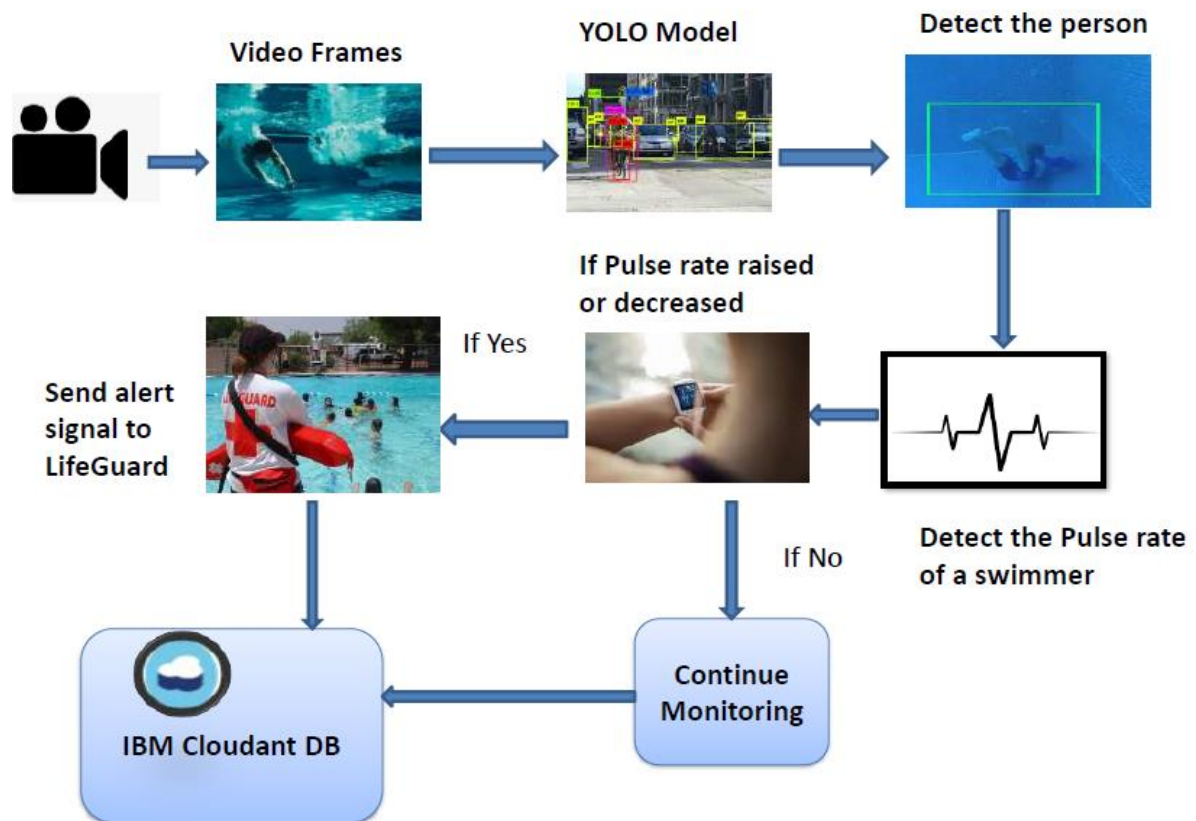 Video Frames
YOLO Model
Detect the person
If Pulse rate raised
or decreased
If Yes
Send alert
signal to
LifeGuard
GUARD
If No
Detect the Pulse rate
of a swimmer
Continue
Monitoring
IBM Cloudant DB